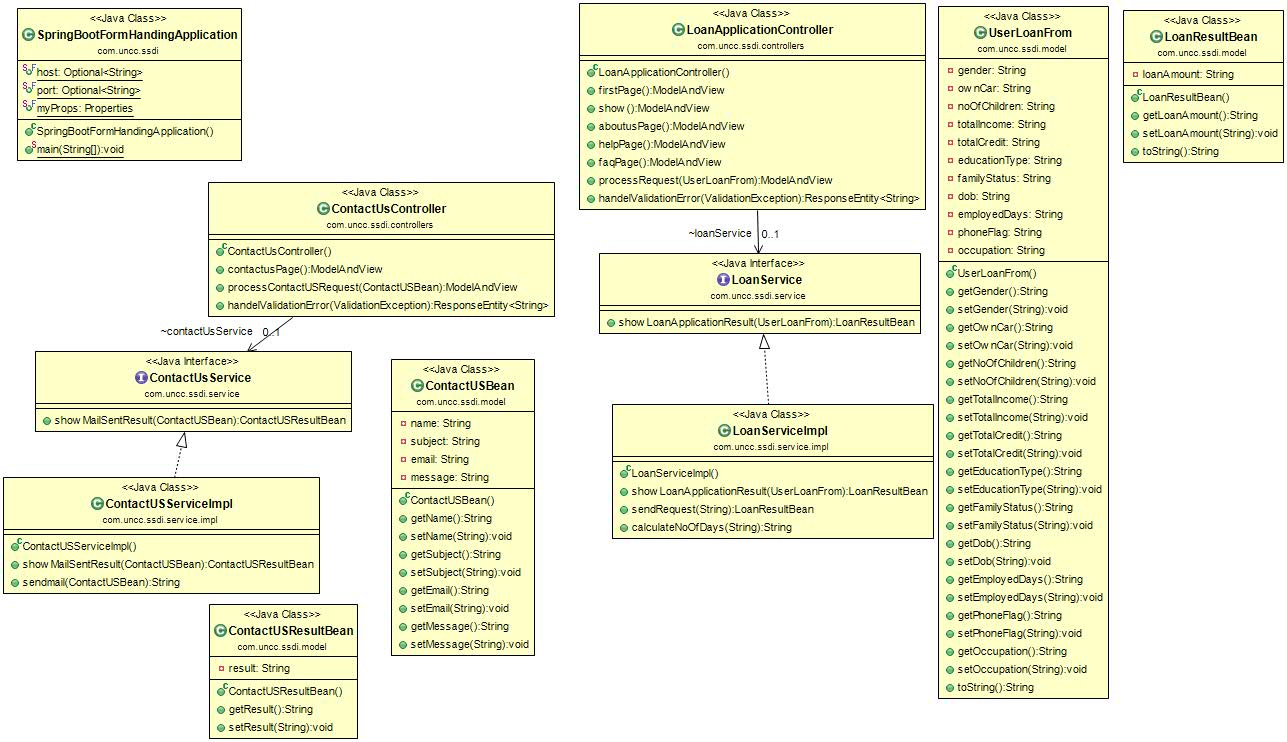 <<Java Class>>
SpringBootFormHandingApplication
com.uncc.ssdi
host: Optional<String>
port: Optional<String>
myProps: Properties
SpringBootFormHandingApplication()
main(String[]):void
<<Java Class>>
LoanApplicationController
com.uncc.ssdi.controllers
LoanApplicationController()
firstPage():ModelAndView
show():ModelAndView
aboutusPage():ModelAndView
helpPage():ModelAndView
faqPage():ModelAndView
processRequest(UserLoanFrom):ModelAndView
handelValidationError(ValidationException):ResponseEntity<String>
<<Java Class>>
UserLoanFrom
com.uncc.ssdi.model
gender: String
ownCar: String
noOfChildren: String
totalIncome: String
totalCredit: String
educationType: String
familyStatus: String
dob: String
employedDays: String
phoneFlag: String
occupation: String
UserLoanFrom()
getGender():String
setGender(String):void
getOwnCar():String
setOwnCar(String):void
getNoOfChildren():String
setNoOfChildren(String):void
getTotalIncome():String
setTotalIncome(String):void
getTotalCredit():String
setTotalCredit(String):void
getEducationType():String
setEducationType(String):void
getFamilyStatus():String
setFamilyStatus(String):void
getDob():String
setDob(String):void
getEmployedDays():String
setEmployedDays(String):void
getPhoneFlag():String
setPhoneFlag(String):void
getOccupation():String
setOccupation(String):void
toString():String
<<Java Class>>
LoanResultBean
com.uncc.ssdi.model
loanAmount: String
LoanResultBean()
getLoanAmount():String
setLoanAmount(String):void
toString():String
<<Java Class>>
ContactUsController
com.uncc.ssdi.controllers
ContactUsController()
contactusPage():ModelAndView
processContactUSRequest(ContactUSBean):ModelAndView
handelValidationError(ValidationException):ResponseEntity<String>
~contactUsService 0..1
~loanService 0..1
<<Java Interface>>
LoanService
com.uncc.ssdi.service
showLoanApplicationResult(UserLoanFrom):LoanResultBean
<<Java Interface>>
ContactUsService
com.uncc.ssdi.service
showMailSentResult(ContactUSBean):ContactUSResultBean
<<Java Class>>
ContactUSBean
com.uncc.ssdi.model
name: String
subject: String
email: String
message: String
ContactUSBean()
getName():String
setName(String):void
getSubject():String
setSubject(String):void
getEmail():String
setEmail(String):void
getMessage():String
setMessage(String):void
<<Java Class>>
LoanServiceImpl
com.uncc.ssdi.service.impl
LoanServiceImpl()
showLoanApplicationResult(UserLoanFrom):LoanResultBean
sendRequest(String):LoanResultBean
calculateNoOfDays(String):String
<<Java Class>>
ContactUSServiceImpl
com.uncc.ssdi.service.impl
ContactUSServiceImpl()
showMailSentResult(ContactUSBean):ContactUSResultBean
sendmail(ContactUSBean):String
<<Java Class>>
ContactUSResultBean
com.uncc.ssdi.model
result: String
ContactUSResultBean()
getResult():String
setResult(String):void